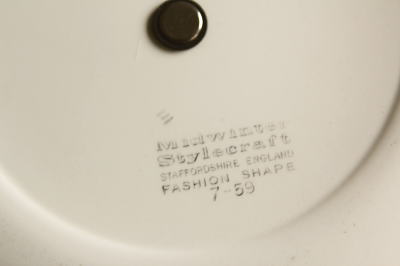 Midwinter
Stylecraft
STAFFORDSHIRE ENGLAND
FASHION SHAPE
7-59